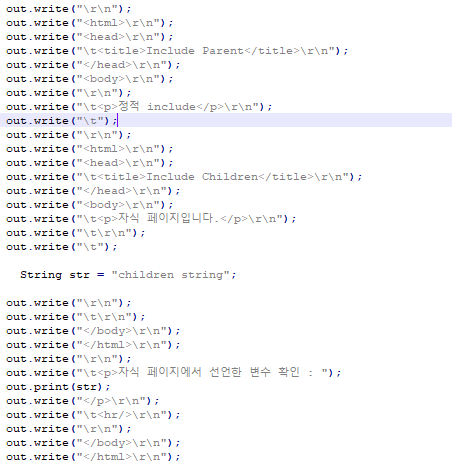 out.write("\r\n");
out.write("<html>\r\n");
out.write("<head>\r\n");
out.write("\t<title>Include Parent</title>\r\n");
out.write("</head>\r\n");
out.write("<body>\r\n");
out.write("\r\n");
out.write("\t<p>정적 include</p>\r\n");
out.write("\t");
out.write("\r\n");
out.write("<html>\r\n");
out.write("<head>\r\n");
out.write("\t<title>Include Children</title>\r\n");
out.write("</head>\r\n");
out.write("<body>\r\n");
out.write("\t<p>자식 페이지입니다.</p>\r\n");
out.write("\t\r\n");
out.write("\t");
String str = "children string";
out.write("\r\n");
out.write("\t\r\n");
out.write("</body>\r\n");
out.write("</html>\r\n");
out.write("\r\n");
out.write("\t<p>자식 페이지에서 선언한 변수 확인 : ");
out.print(str);
out.write("</p>\r\n");
out.write("\t<hr/>\r\n");
out.write("\r\n");
out.write("</body>\r\n");
out.write("</html>\r\n");